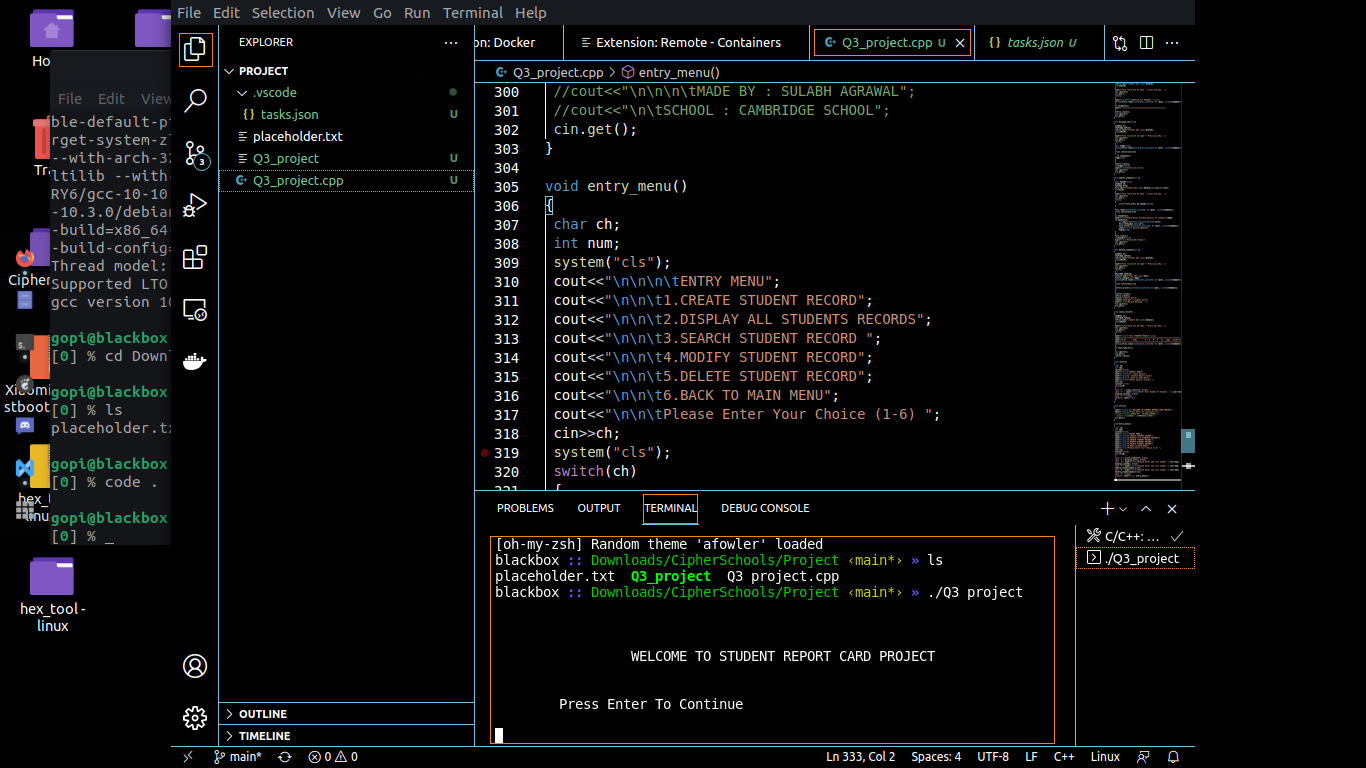 File Edit Selection View Go Run Terminal Help
Ho
File Edit View
ble-default-pi
rget-system-z
--with-arch-32
ltlib --with-
RY6/gcc-10-10
-10.3.0/debian
-build=x86_64-
-build-config=
Thread model:
Supported LTO
gcc version 10
gopi@blackbox
[0] % cd Down
gopi@blackbox
[0] % ls
placeholder.tx
gopi@blackbox
[0] % code .
gopi@blackbox
[0] % _
Tra
Cipher
Xiaomi
stboo
hex_
linu
hex_tool -
linux
EXPLORER
PROJECT
.vscode
tasks.json U
placeholder.txt
Q3_project U
Q3_project.cpp U
3
OUTLINE
TIMELINE
on: Docker
Extension: Remote - Containers
Q3_project.cpp U
tasks.json U
Q3_project.cpp > entry_menu()
300 //cout<<"\n\n\n\tMADE BY : SULABH AGRAWAL";
301 //cout<<"\n\tSCHOOL : CAMBRIDGE SCHOOL";
302 cin.get();
303 }
304
305 void entry_menu()
306 {
307 char ch;
308 int num;
309 system("cls");
310 cout<<"\n\n\n\tENTRY MENU";
311 cout<<"\n\n\t1.CREATE STUDENT RECORD";
312 cout<<"\n\n\t2.DISPLAY ALL STUDENTS RECORDS";
313 cout<<"\n\n\t3.SEARCH STUDENT RECORD ";
314 cout<<"\n\n\t4.MODIFY STUDENT RECORD";
315 cout<<"\n\n\t5.DELETE STUDENT RECORD";
316 cout<<"\n\n\t6.BACK TO MAIN MENU";
317 cout<<"\n\n\tPlease Enter Your Choice (1-6) ";
318 cin>>ch;
319 system("cls");
320 switch(ch)
321 {
PROBLEMS OUTPUT TERMINAL DEBUG CONSOLE
[oh-my-zsh] Random theme 'afowler' loaded
blackbox :: Downloads/CipherSchools/Project ‹main*› » ls
placeholder.txt Q3_project Q3 project.cpp
blackbox :: Downloads/CipherSchools/Project ‹main*› » ./Q3 project
WELCOME TO STUDENT REPORT CARD PROJECT
Press Enter To Continue
C/C++: ...
./Q3_project
main* 0 0 Ln 333, Col 2 Spaces: 4 UTF-8 LF C++ Linux